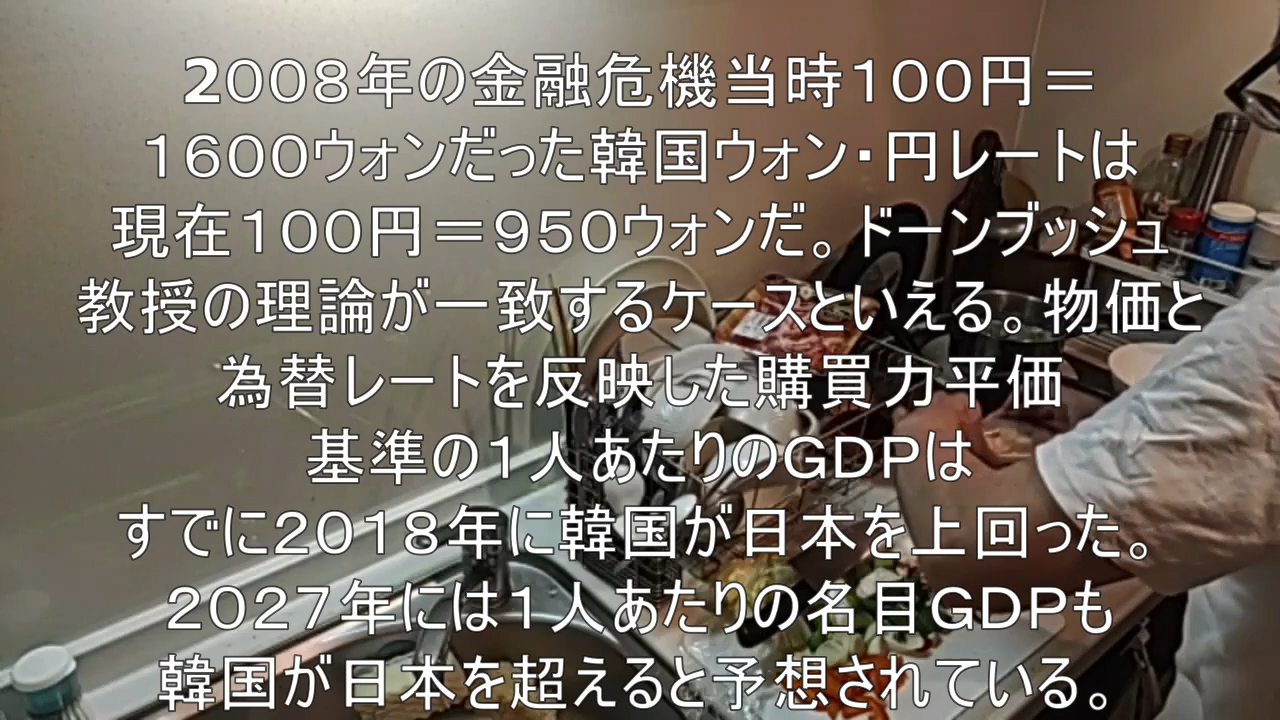 2008年の金融危機当時100円＝
1600ウォンだった韓国ウォン・円レートは
現在100円＝950ウォンだ。ドーンブッシュ
教授の理論が一致するケースといえる。物価と
為替レートを反映した購買力平価
基準の1人あたりのGDPは
すでに2018年に韓国が日本を上回った。
2027年には1人あたりの名目GDPも
韓国が日本を超えると予想されている。